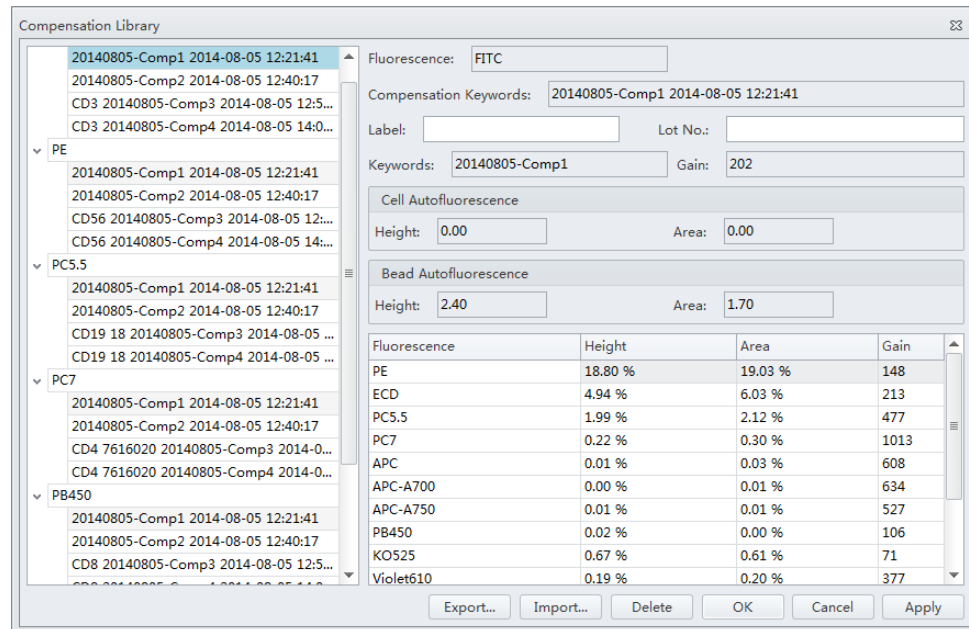 Compensation Library
20140805-Comp1 2014-08-05 12:21:41
20140805-Comp2 2014-08-05 12:40:17
CD3 20140805-Comp3 2014-08-05 12:5...
CD3 20140805-Comp4 2014-08-05 14:0...
PE
20140805-Comp1 2014-08-05 12:21:41
20140805-Comp2 2014-08-05 12:40:17
CD56 20140805-Comp3 2014-08-05 12:...
CD56 20140805-Comp4 2014-08-05 14:...
PC5.5
20140805-Comp1 2014-08-05 12:21:41
20140805-Comp2 2014-08-05 12:40:17
CD19 18 20140805-Comp3 2014-08-05 ...
CD19 18 20140805-Comp4 2014-08-05 ...
PC7
20140805-Comp1 2014-08-05 12:21:41
20140805-Comp2 2014-08-05 12:40:17
CD4 7616020 20140805-Comp3 2014-0...
CD4 7616020 20140805-Comp4 2014-0...
PB450
20140805-Comp1 2014-08-05 12:21:41
20140805-Comp2 2014-08-05 12:40:17
CD8 20140805-Comp3 2014-08-05 12:5...
Fluorescence: FITC
Compensation Keywords: 20140805-Comp1 2014-08-05 12:21:41
Label: Lot No.:
Keywords: 20140805-Comp1 Gain: 202
Cell Autofluorescence
Height: 0.00 Area: 0.00
Bead Autofluorescence
Height: 2.40 Area: 1.70
Fluorescence Height Area Gain
PE 18.80 % 19.03 % 148
ECD 4.94 % 6.03 % 213
PC5.5 1.99 % 2.12 % 477
PC7 0.22 % 0.30 % 1013
APC 0.01 % 0.03 % 608
APC-A700 0.00 % 0.01 % 634
APC-A750 0.01 % 0.01 % 527
PB450 0.02 % 0.00 % 106
KO525 0.67 % 0.61 % 71
Violet610 0.19 % 0.20 % 377
Export... Import... Delete OK Cancel Apply